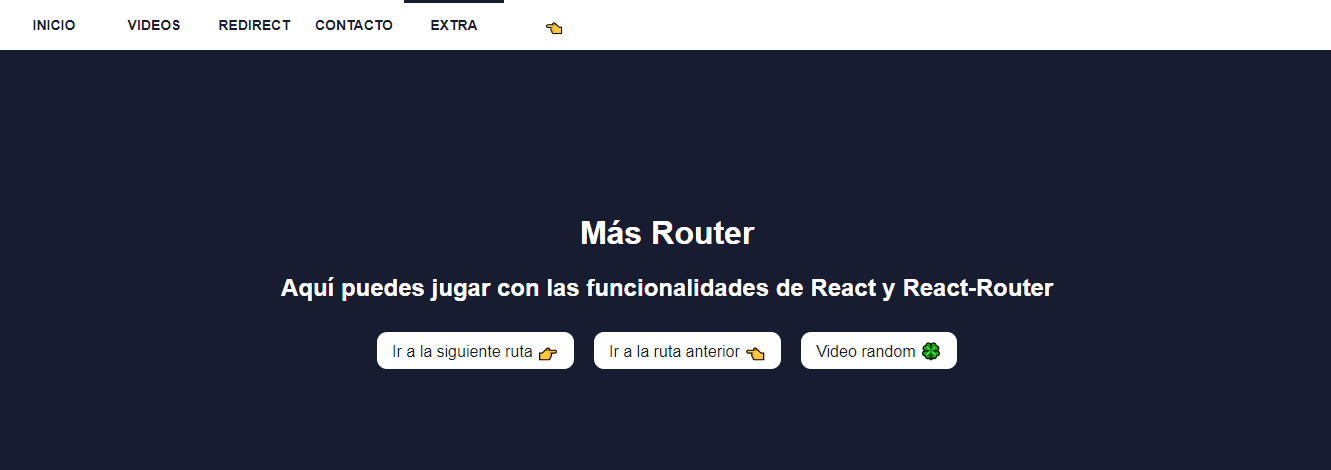 INICIO VIDEOS REDIRECT CONTACTO EXTRA 👈
Más Router
Aquí puedes jugar con las funcionalidades de React y React-Router
Ir a la siguiente ruta 👉 Ir a la ruta anterior 👈 Video random 🍀